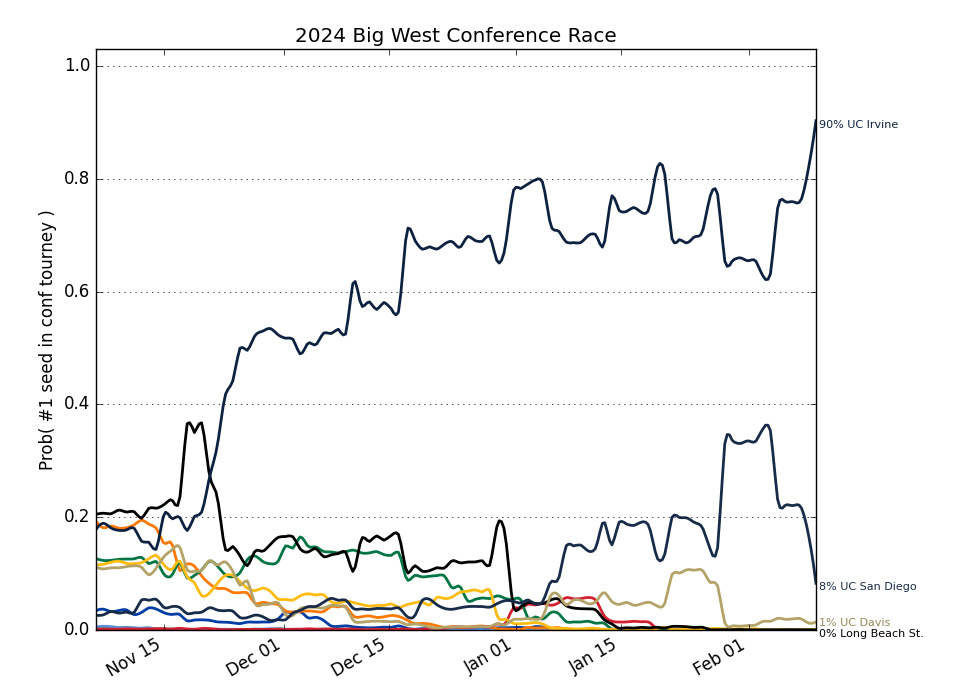 2024 Big West Conference Race
Prob( #1 seed in conf tourney )
1.0
0.8
0.6
0.4
0.2
0.0
Nov 15
Dec 01
Dec 15
Jan 01
Jan 15
Feb 01
90% UC Irvine
8% UC San Diego
1% UC Davis
0% Long Beach St.